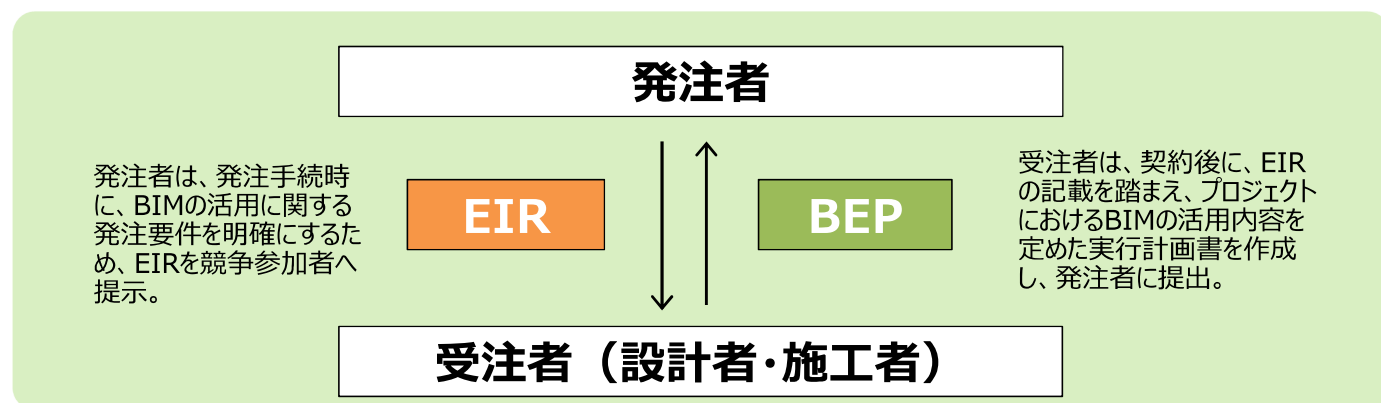 発注者
発注者は、発注手続時
に、BIMの活用に関する
発注要件を明確にするた
め、EIRを競争参加者へ
提示。
EIR
BEP
受注者は、契約後に、EIR
の記載を踏まえ、プロジェクト
におけるBIMの活用内容を
定めた実行計画書を作成
し、発注者に提出。
受注者（設計者・施工者）